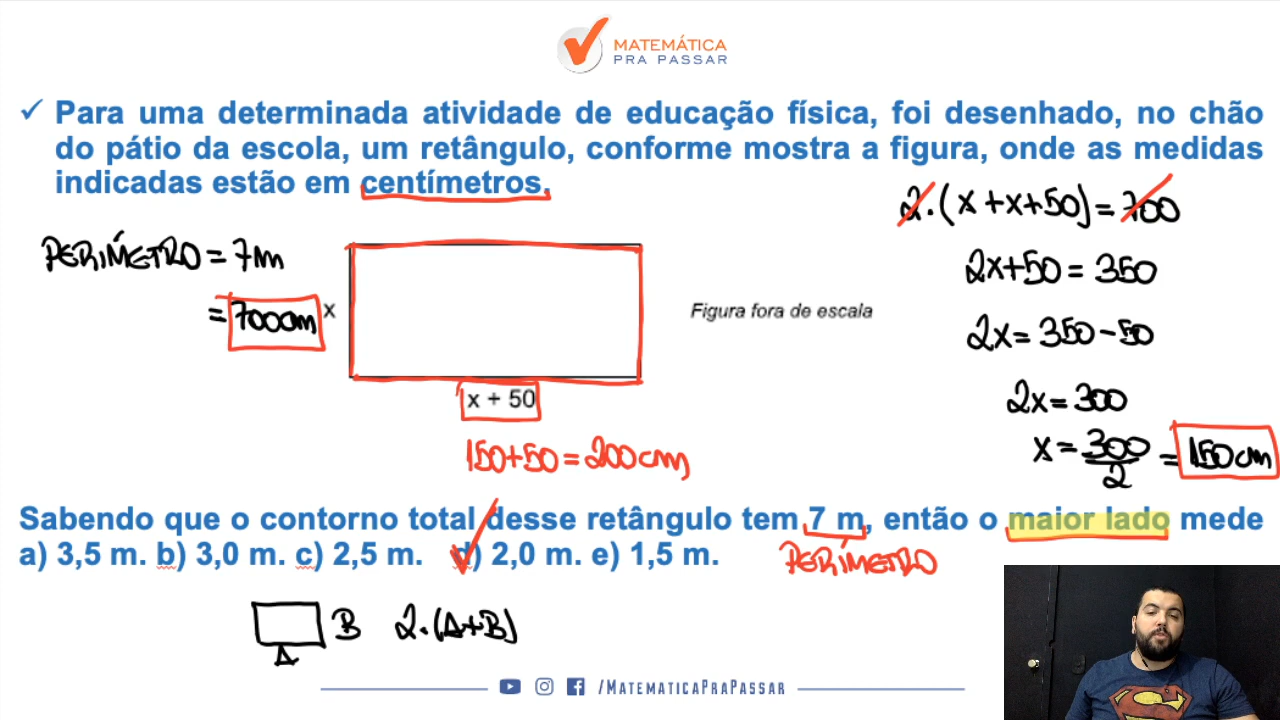 MATEMÁTICA
PRA PASSAR
✓ Para uma determinada atividade de educação física, foi desenhado, no chão
do pátio da escola, um retângulo, conforme mostra a figura, onde as medidas
indicadas estão em centímetros.
2.(x+x+50)=700
PERÍMETRO = 7m
2x+50=350
= 700cm
x
Figura fora de escala
2x=350-50
x + 50
2x=300
150+50=200cm
x=300/2 = 150cm
Sabendo que o contorno total desse retângulo tem 7 m, então o maior lado mede
a) 3,5 m. b) 3,0 m. c) 2,5 m. d) 2,0 m. e) 1,5 m.
PERÍMETRO
B 2.(A+B)
A
/MATEMATICAPRAPASSAR